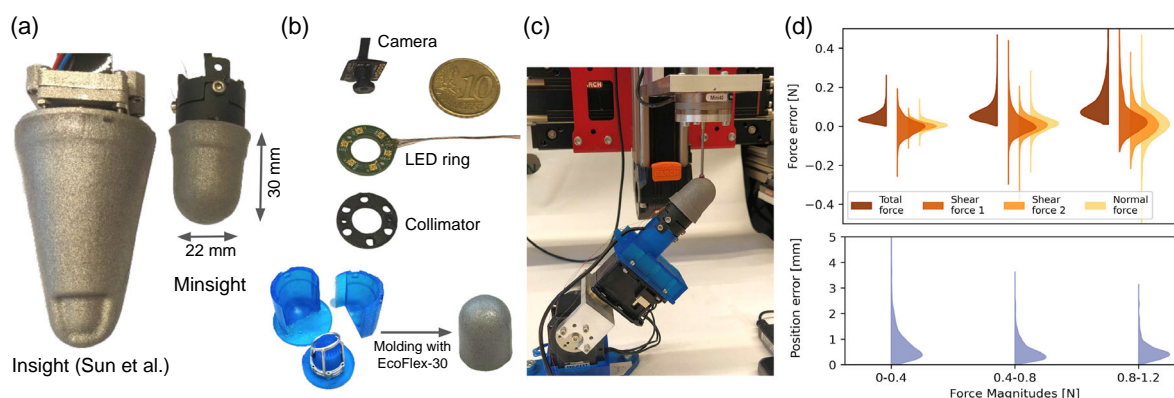 (a)
30 mm
22 mm
Minsight
Insight (Sun et al.)
(b)
Camera
10
LED ring
Collimator
Molding with
EcoFlex-30
(c)
(d)
Force error [N]
0.4
0.2
0.0
-0.2
-0.4
Total
force
Shear
force 1
Shear
force 2
Normal
force
Position error [mm]
5
4
3
2
1
0
0-0.4
0.4-0.8
0.8-1.2
Force Magnitudes [N]